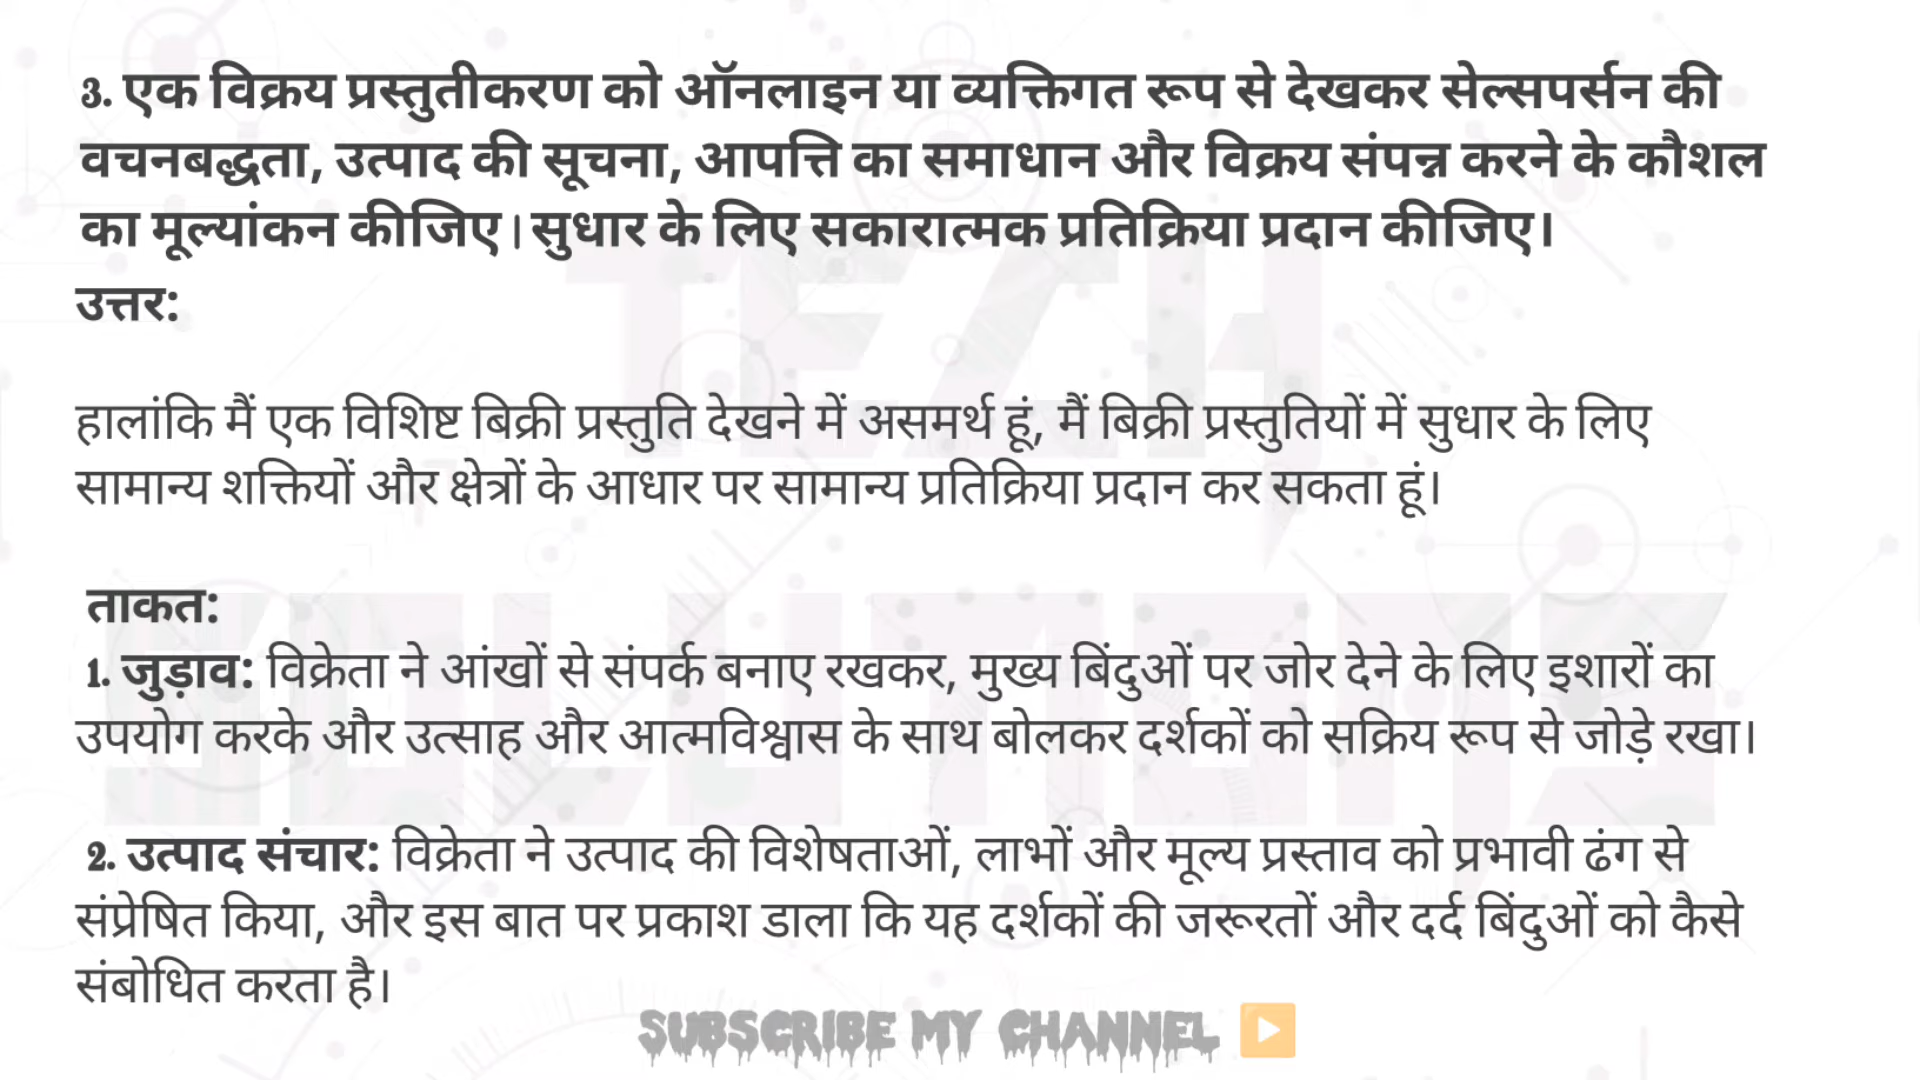 3. एक विक्रय प्रस्तुतीकरण को ऑनलाइन या व्यक्तिगत रूप से देखकर सेल्सपर्सन की
वचनबद्धता, उत्पाद की सूचना, आपत्ति का समाधान और विक्रय संपन्न करने के कौशल
का मूल्यांकन कीजिए। सुधार के लिए सकारात्मक प्रतिक्रिया प्रदान कीजिए।
उत्तर:
हालांकि मैं एक विशिष्ट बिक्री प्रस्तुति देखने में असमर्थ हूं, मैं बिक्री प्रस्तुतियों में सुधार के लिए
सामान्य शक्तियों और क्षेत्रों के आधार पर सामान्य प्रतिक्रिया प्रदान कर सकता हूं।
TECH
ताकत:
SOLUTIONS
1. जुड़ाव: विक्रेता ने आंखों से संपर्क बनाए रखकर, मुख्य बिंदुओं पर जोर देने के लिए इशारों का
उपयोग करके और उत्साह और आत्मविश्वास के साथ बोलकर दर्शकों को सक्रिय रूप से जोड़े रखा।
2. उत्पाद संचार: विक्रेता ने उत्पाद की विशेषताओं, लाभों और मूल्य प्रस्ताव को प्रभावी ढंग से
संप्रेषित किया, और इस बात पर प्रकाश डाला कि यह दर्शकों की जरूरतों और दर्द बिंदुओं को कैसे
संबोधित करता है।
SUBSCRIBE MY CHANNEL